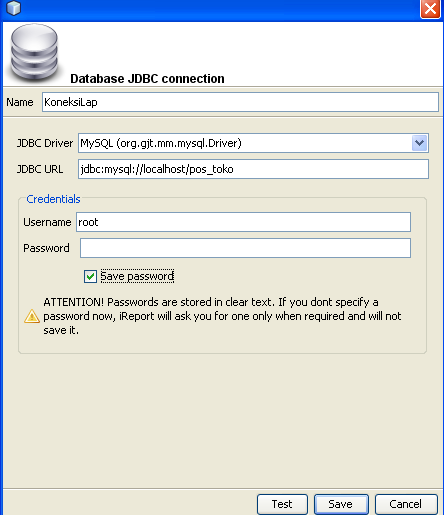 Database JDBC connection
Name KoneksiLap
JDBC Driver MySQL (org.gjt.mm.mysql.Driver)
JDBC URL jdbc:mysql://localhost/pos_toko
Credentials
Username root
Password
Save password
ATTENTION! Passwords are stored in clear text. If you dont specify a
password now, iReport will ask you for one only when required and will not
save it.
Test Save Cancel